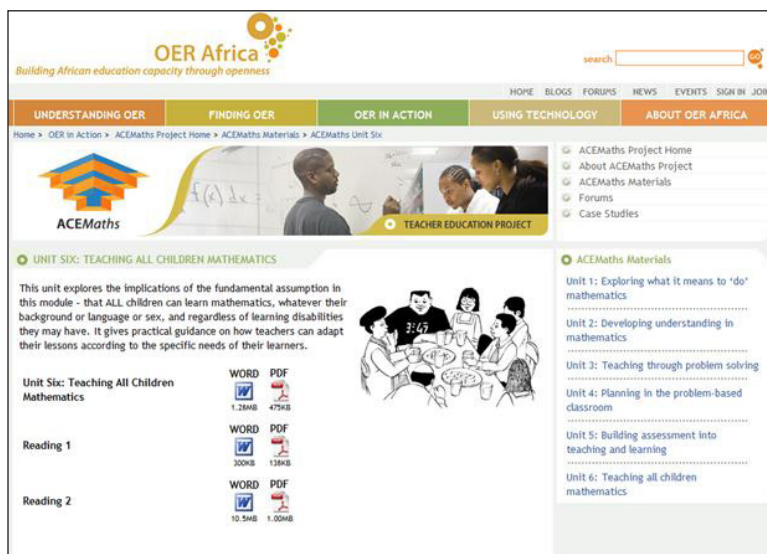 OER Africa
Building African education capacity through openness
search
GO
HOME BLOGS FORUMS NEWS EVENTS SIGN IN JOIN
UNDERSTANDING OER
FINDING OER
OER IN ACTION
USING TECHNOLOGY
ABOUT OER AFRICA
Home > OER in Action > ACEMaths Project Home > ACEMaths Materials > ACEMaths Unit Six
ACEMaths
f(x) dx =
TEACHER EDUCATION PROJECT
ACEMaths Project Home
About ACEMaths Project
ACEMaths Materials
Forums
Case Studies
UNIT SIX: TEACHING ALL CHILDREN MATHEMATICS
This unit explores the implications of the fundamental assumption in
this module - that ALL children can learn mathematics, whatever their
background or language or sex, and regardless of learning disabilities
they may have. It gives practical guidance on how teachers can adapt
their lessons according to the specific needs of their learners.
3:45
Unit Six: Teaching All Children
Mathematics
WORD PDF
1.28MB 475KB
Reading 1
WORD PDF
300KB 138KB
Reading 2
WORD PDF
10.5MB 1.00MB
ACEMaths Materials
Unit 1: Exploring what it means to ‘do’
mathematics
Unit 2: Developing understanding in
mathematics
Unit 3: Teaching through problem solving
Unit 4: Planning in the problem-based
classroom
Unit 5: Building assessment into
teaching and learning
Unit 6: Teaching all children
mathematics